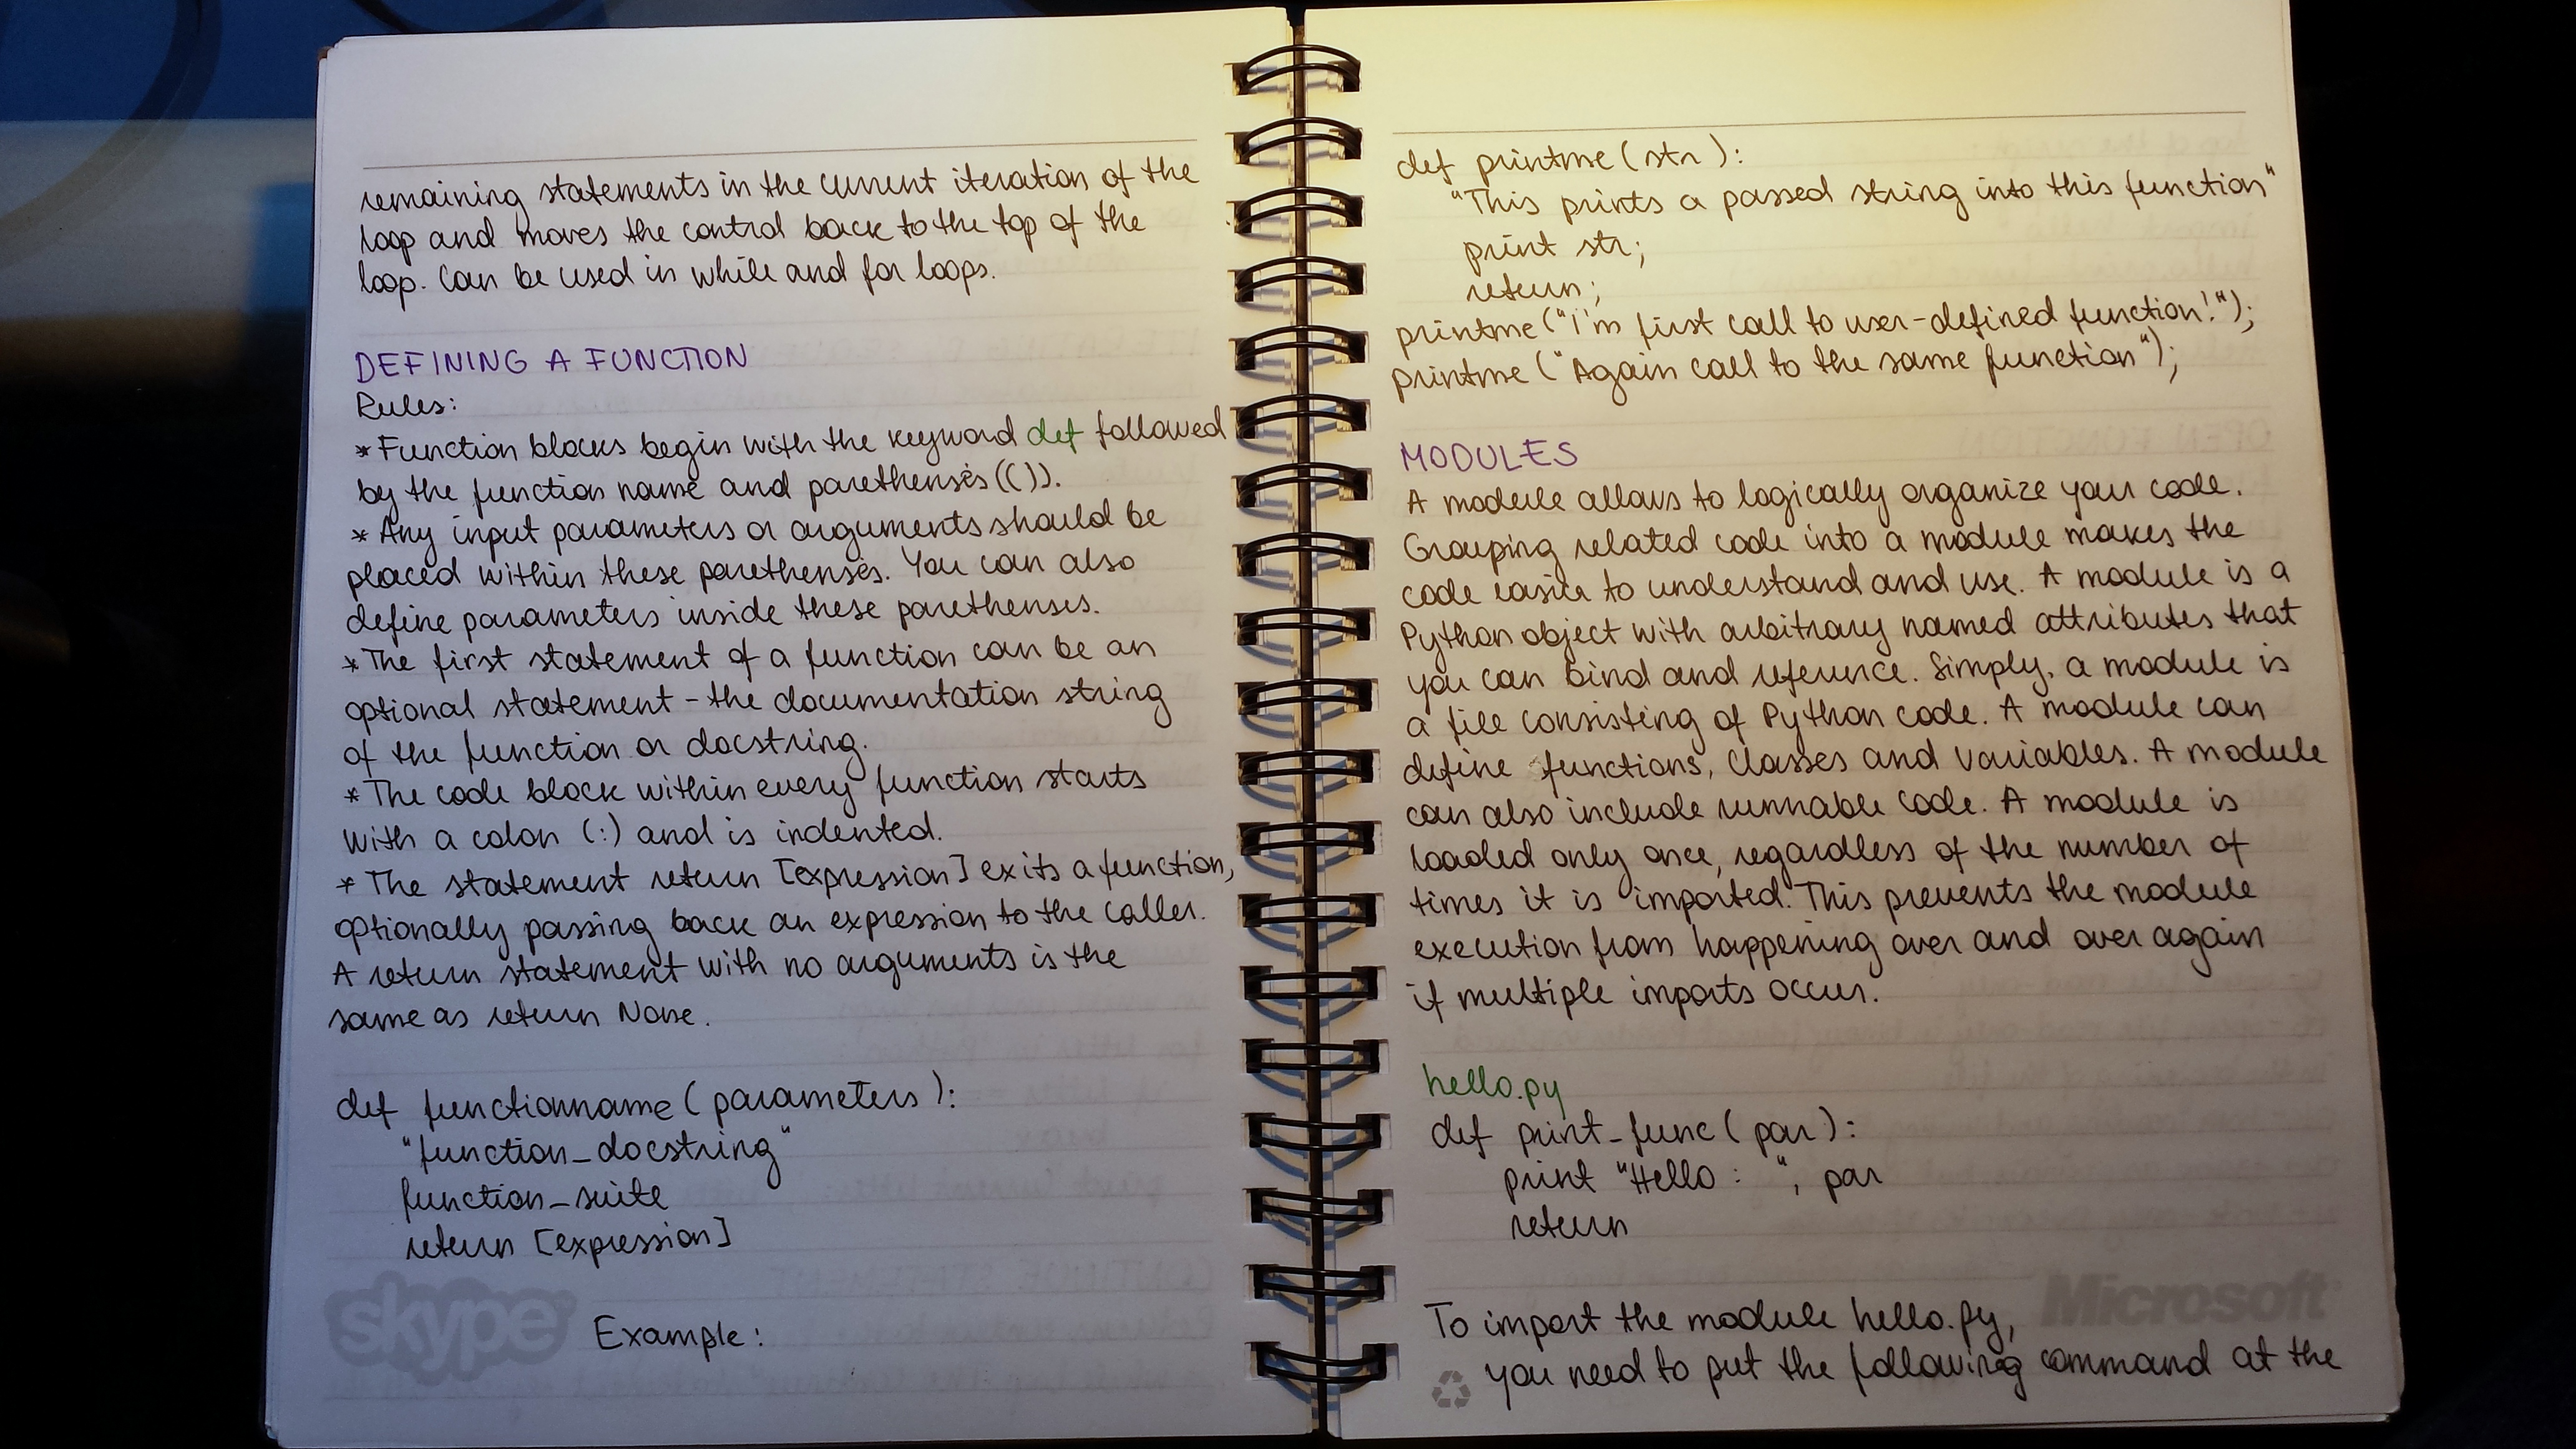 remaining statements in the current iteration of the
loop and moves the control back to the top of the
loop. Can be used in while and for loops.
DEFINING A FUNCTION
Rules:
* Function blocks begin with the keyword def followed
by the function name and parethenses (()).
* Any input parameters or arguments should be
placed within these parethenses. You can also
define parameters inside these parethenses.
* The first statement of a function can be an
optional statement - the documentation string
of the function or docstring.
* The code block within every function starts
with a colon (:) and is indented.
* The statement return [expression] exits a function,
optionally passing back an expression to the caller.
A return statement with no arguments is the
same as return None.
def functionname ( parameters ):
"function_docstring"
function_suite
return [expression]
skype
Example:
def printme ( str ):
"This prints a passed string into this function"
print str;
return;
printme ("I'm first call to user-defined function!");
printme ("Again call to the same function");
MODULES
A module allows to logically organize your code.
Grouping related code into a module makes the
code easier to understand and use. A module is a
Python object with arbitrary named attributes that
you can bind and reference. Simply, a module is
a file consisting of Python code. A module can
define functions, classes and variables. A module
can also include runnable code. A module is
loaded only once, regardless of the number of
times it is imported. This prevents the module
execution from happening over and over again
if multiple imports occur.
hello.py
def print_func ( par ):
print "Hello : ", par
return
Microsoft
To import the module hello.py,
you need to put the following command at the